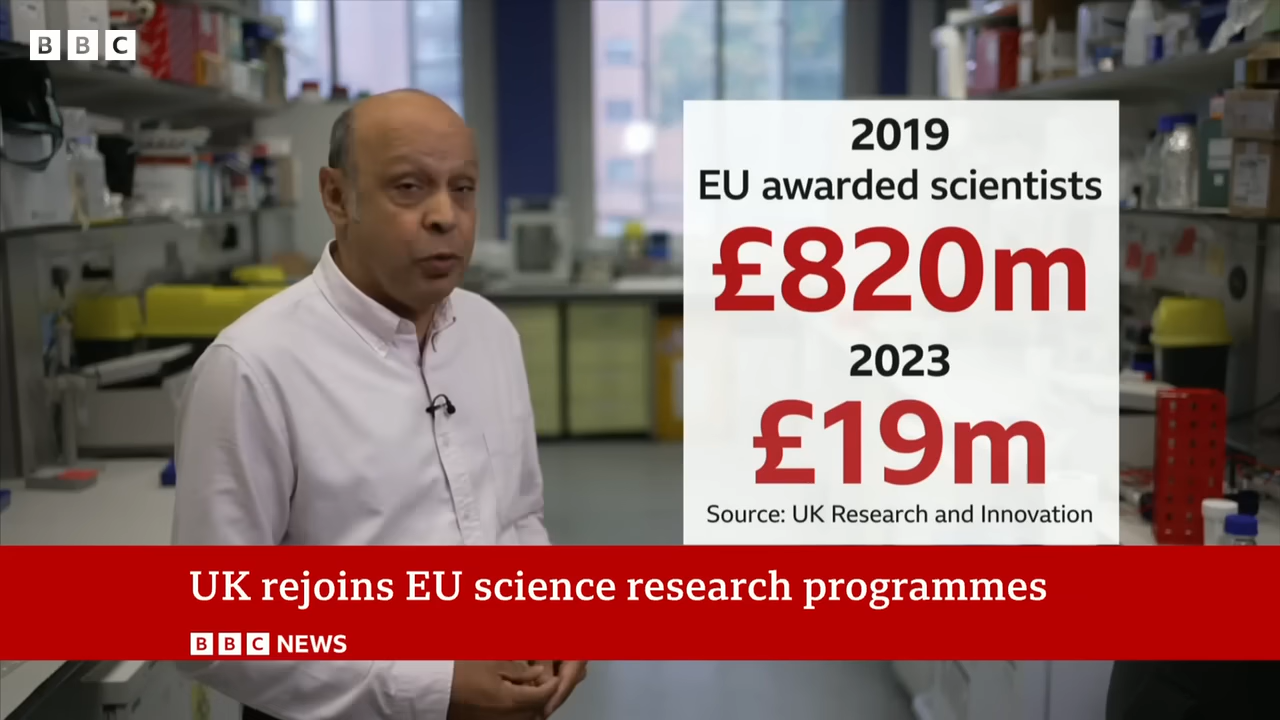 BBC
2019
EU awarded scientists
£820m
2023
£19m
Source: UK Research and Innovation
UK rejoins EU science research programmes
BBC NEWS